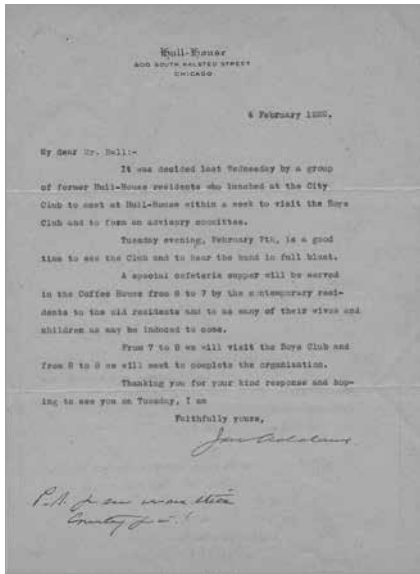 Hull-House
800 SOUTH HALSTED STREET
CHICAGO
4 February 1922.
My dear Mr. Ball:-
It was decided last Wednesday by a group
of former Hull-House residents who lunched at the City
Club to meet at Hull-House within a week to visit the Boys
Club and to form an advisory committee.
Tuesday evening, February 7th, is a good
time to see the Club and to hear the band in full blast.
A special cafeteria supper will be served
in the Coffee House from 6 to 7 by the contemporary resi-
dents to the old residents and to as many of their wives and
children as may be induced to come.
From 7 to 8 we will visit the Boys Club and
from 8 to 9 we will meet to complete the organization.
Thanking you for your kind response and hop-
ing to see you on Tuesday, I am
Faithfully yours,
Jane Addams
P.S.